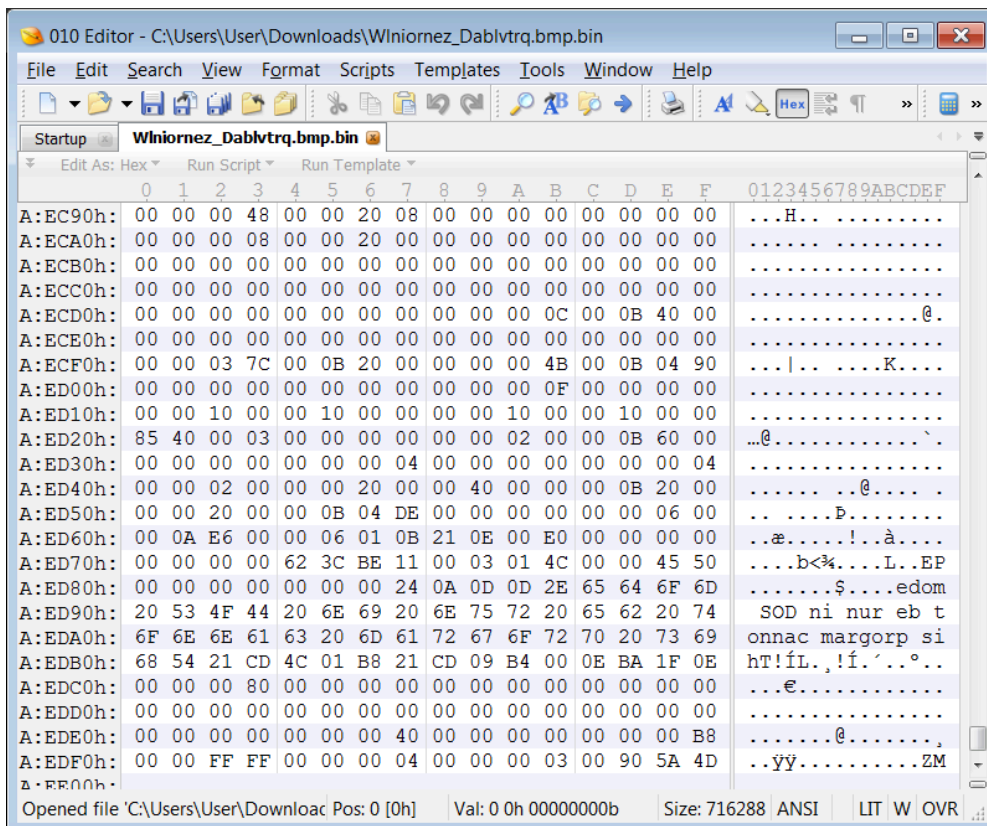 010 Editor - C:\Users\User\Downloads\Wlniornez_Dablvtrq.bmp.bin
File Edit Search View Format Scripts Templates Tools Window Help
Hex » »
Startup Wlniornez_Dablvtrq.bmp.bin
Edit As: Hex Run Script Run Template
0 1 2 3 4 5 6 7 8 9 A B C D E F 0123456789ABCDEF
A:EC90h: 00 00 00 48 00 00 20 08 00 00 00 00 00 00 00 00 ...H.. .........
A:ECA0h: 00 00 00 08 00 00 20 00 00 00 00 00 00 00 00 00 ...... .........
A:ECB0h: 00 00 00 00 00 00 00 00 00 00 00 00 00 00 00 00 ................
A:ECC0h: 00 00 00 00 00 00 00 00 00 00 00 00 00 00 00 00 ................
A:ECD0h: 00 00 00 00 00 00 00 00 00 00 00 0C 00 0B 40 00 ..............@.
A:ECE0h: 00 00 00 00 00 00 00 00 00 00 00 00 00 00 00 00 ................
A:ECF0h: 00 00 03 7C 00 0B 20 00 00 00 00 4B 00 0B 04 90 ...|.. ....K....
A:ED00h: 00 00 00 00 00 00 00 00 00 00 00 0F 00 00 00 00 ................
A:ED10h: 00 00 10 00 00 10 00 00 00 00 10 00 00 10 00 00 ................
A:ED20h: 85 40 00 03 00 00 00 00 00 00 02 00 00 0B 60 00 …@............`.
A:ED30h: 00 00 00 00 00 00 00 04 00 00 00 00 00 00 00 04 ................
A:ED40h: 00 00 02 00 00 00 20 00 00 40 00 00 00 0B 20 00 ...... ..@.... .
A:ED50h: 00 00 20 00 00 0B 04 DE 00 00 00 00 00 00 06 00 .. ....Þ........
A:ED60h: 00 0A E6 00 00 06 01 0B 21 0E 00 E0 00 00 00 00 ..æ.....!..à....
A:ED70h: 00 00 00 00 62 3C BE 11 00 03 01 4C 00 00 45 50 ....b<¾....L..EP
A:ED80h: 00 00 00 00 00 00 00 24 0A 0D 0D 2E 65 64 6F 6D .......$....edom
A:ED90h: 20 53 4F 44 20 6E 69 20 6E 75 72 20 65 62 20 74 SOD ni nur eb t
A:EDA0h: 6F 6E 6E 61 63 20 6D 61 72 67 6F 72 70 20 73 69 onnac margorp si
A:EDB0h: 68 54 21 CD 4C 01 B8 21 CD 09 B4 00 0E BA 1F 0E hT!ÍL.¸!Í.´..º..
A:EDC0h: 00 00 00 80 00 00 00 00 00 00 00 00 00 00 00 00 ...€............
A:EDD0h: 00 00 00 00 00 00 00 00 00 00 00 00 00 00 00 00 ................
A:EDE0h: 00 00 00 00 00 00 00 40 00 00 00 00 00 00 00 B8 .......@.......¸
A:EDF0h: 00 00 FF FF 00 00 00 04 00 00 00 03 00 90 5A 4D ..ÿÿ..........ZM
A:EE00h:
Opened file 'C:\Users\User\Downloac Pos: 0 [0h] Val: 0 0h 00000000b Size: 716288 ANSI LIT W OVR